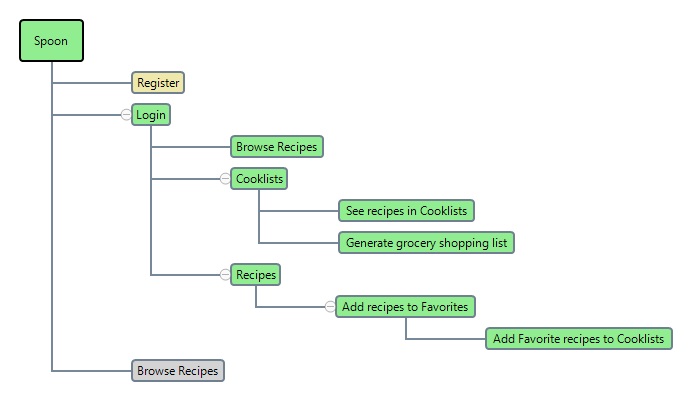 Spoon
Register
Login
Browse Recipes
Cooklists
See recipes in Cooklists
Generate grocery shopping list
Recipes
Add recipes to Favorites
Add Favorite recipes to Cooklists
Browse Recipes